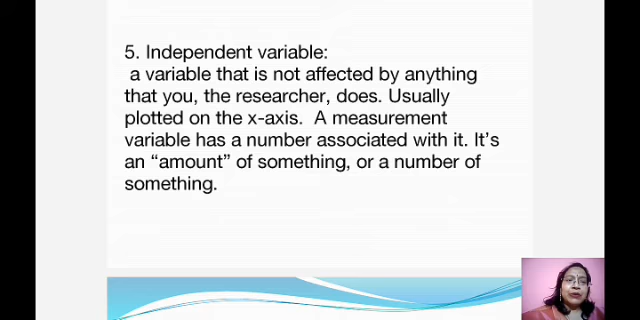 5. Independent variable:
a variable that is not affected by anything
that you, the researcher, does. Usually
plotted on the x-axis. A measurement
variable has a number associated with it. It’s
an “amount” of something, or a number of
something.